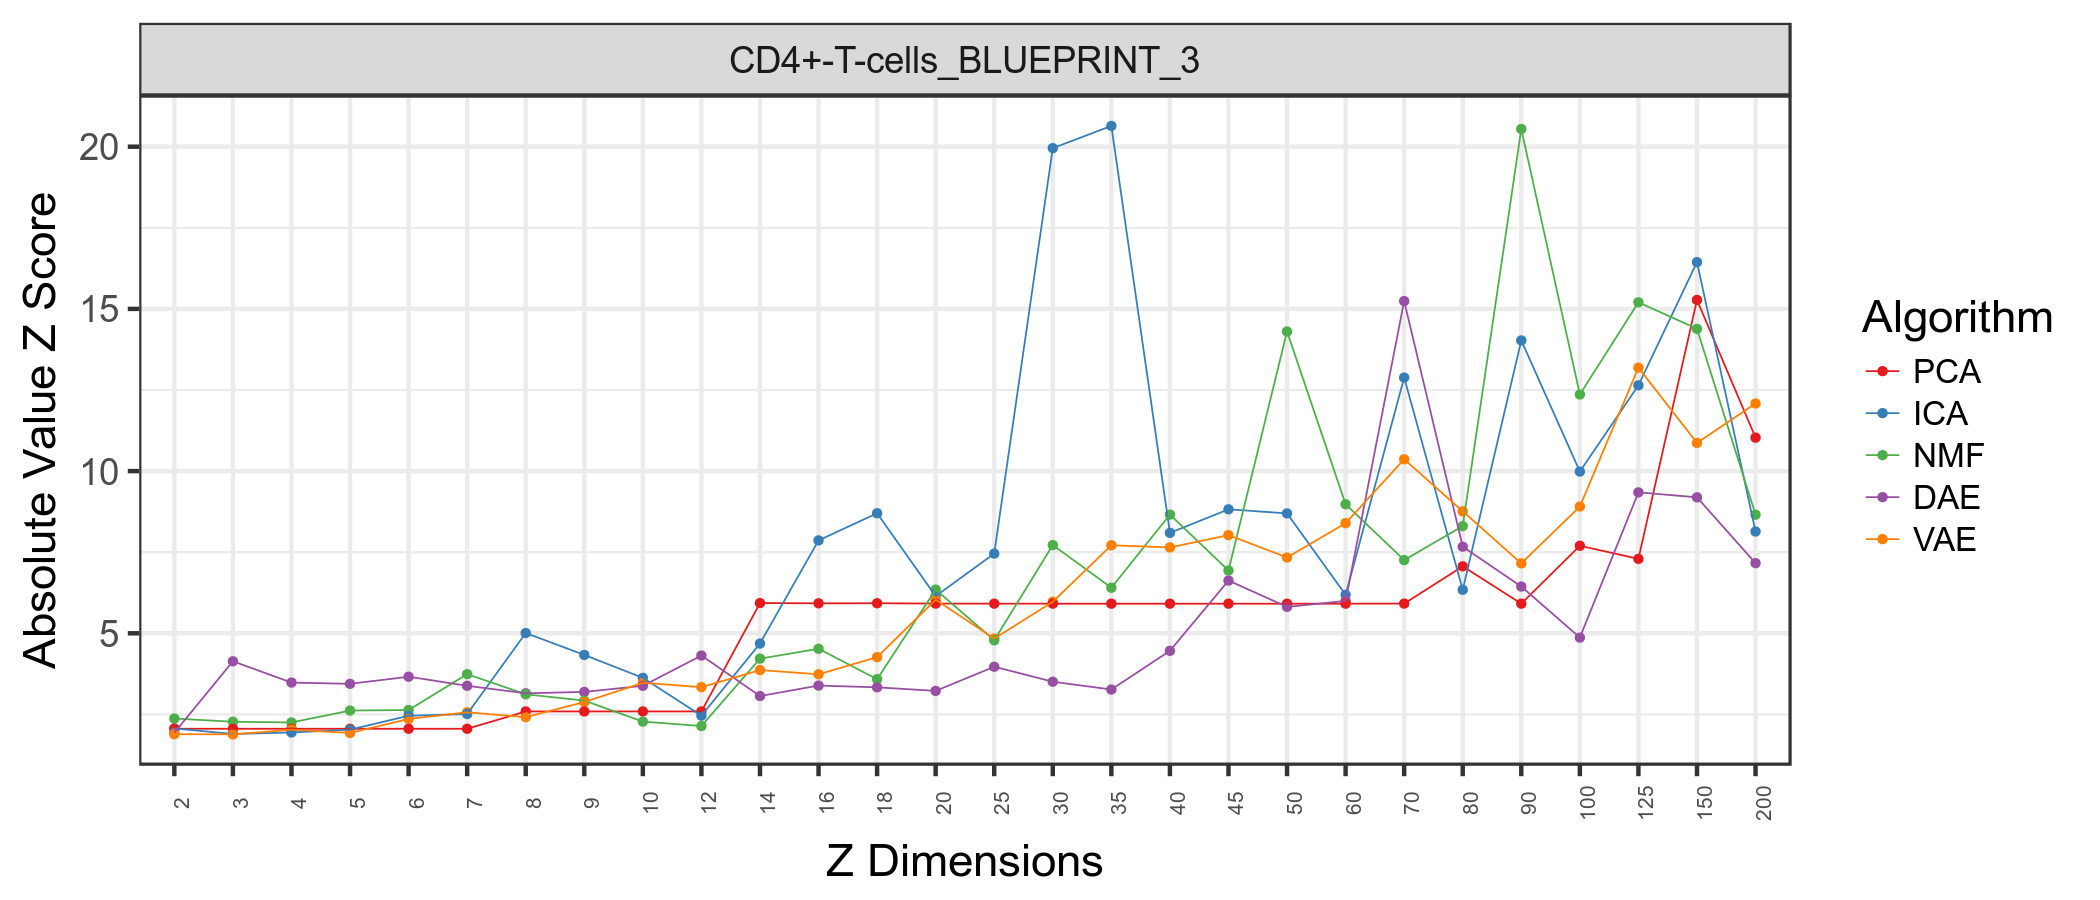 CD4+-T-cells_BLUEPRINT_3
Absolute Value Z Score
20
15
10
5
2 3 4 5 6 7 8 9 10 12 14 16 18 20 25 30 35 40 45 50 60 70 80 90 100 125 150 200
Z Dimensions
Algorithm
PCA
ICA
NMF
DAE
VAE